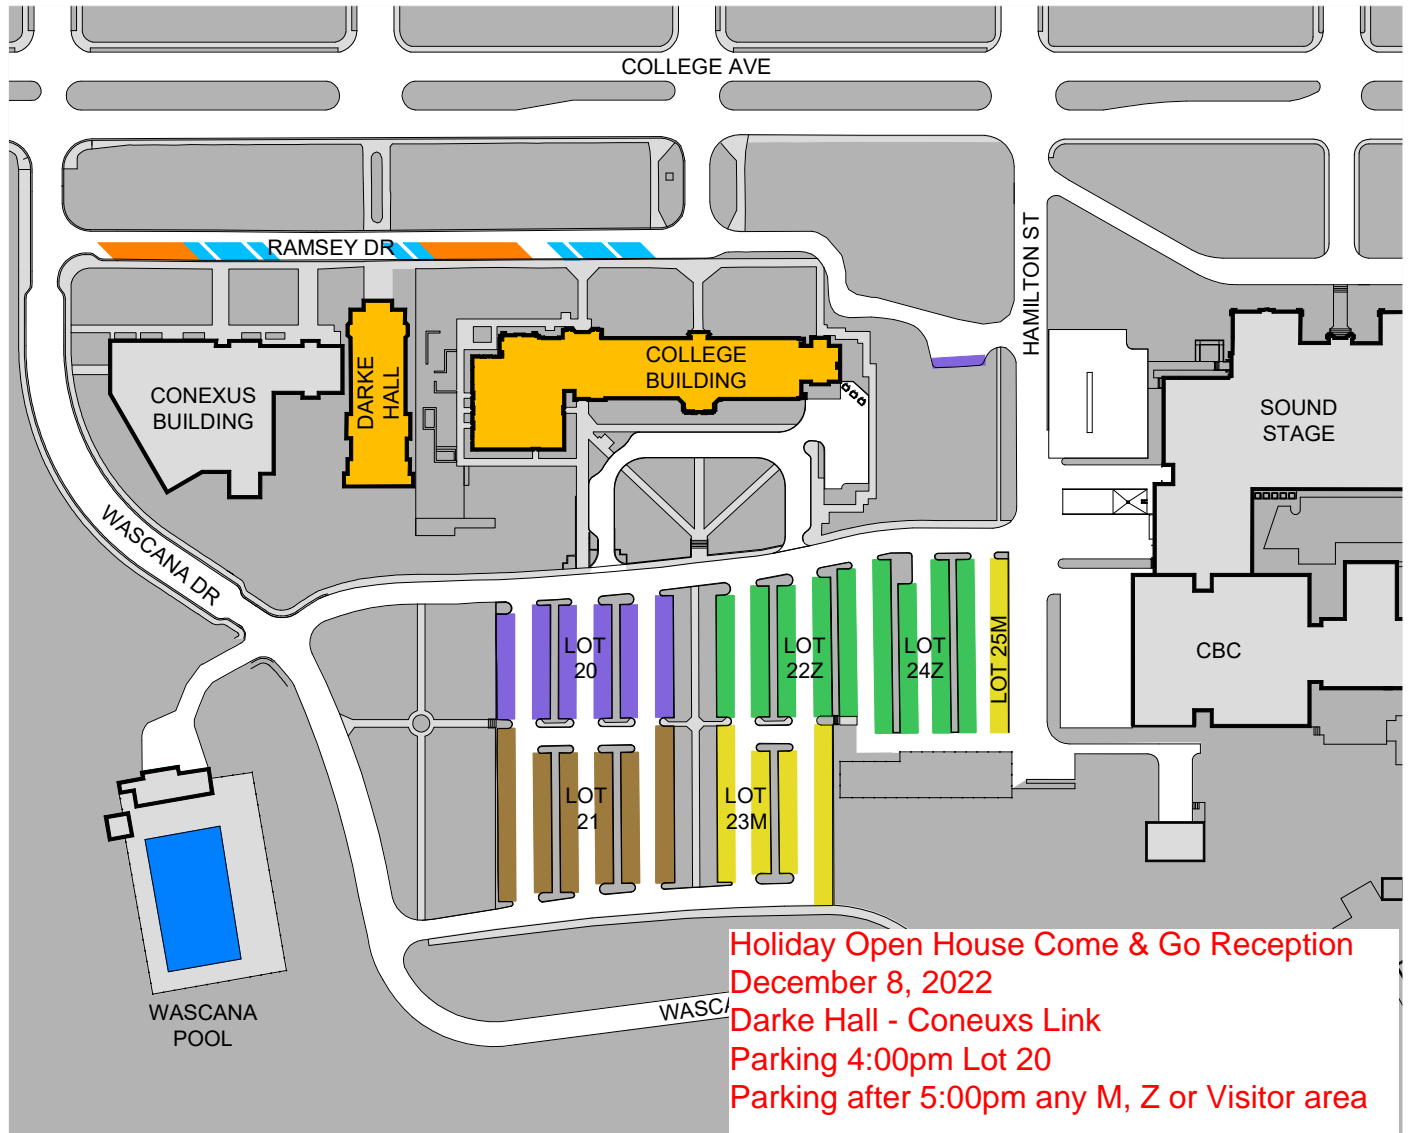 COLLEGE AVE
HAMILTON ST
RAMSEY DR
CONEXUS
BUILDING
DARKE
HALL
COLLEGE
BUILDING
SOUND
STAGE
WASCANA DR
LOT
20
LOT
22Z
LOT
24Z
LOT 25M
CBC
LOT
21
LOT
23M
WASCANA
POOL
WASCA
Holiday Open House Come & Go Reception
December 8, 2022
Darke Hall - Coneuxs Link
Parking 4:00pm Lot 20
Parking after 5:00pm any M, Z or Visitor area